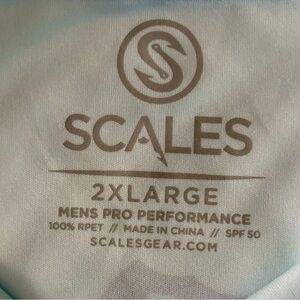 SCALES
2XLARGE
MENS PRO PERFORMANCE
100% RPET // MADE IN CHINA // SPF 50
SCALESGEAR.COM